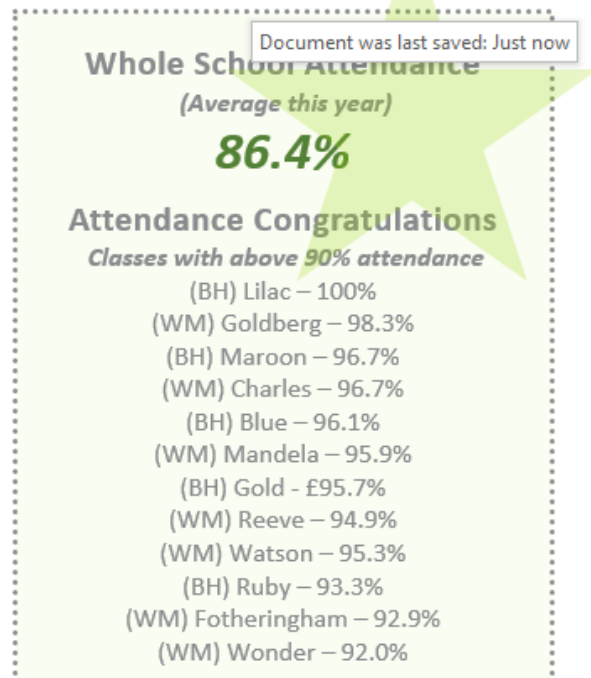 Document was last saved: Just now
Whole School Attendance
(Average this year)
86.4%
Attendance Congratulations
Classes with above 90% attendance
(BH) Lilac – 100%
(WM) Goldberg – 98.3%
(BH) Maroon – 96.7%
(WM) Charles – 96.7%
(BH) Blue – 96.1%
(WM) Mandela – 95.9%
(BH) Gold - £95.7%
(WM) Reeve – 94.9%
(WM) Watson – 95.3%
(BH) Ruby – 93.3%
(WM) Fotheringham – 92.9%
(WM) Wonder – 92.0%